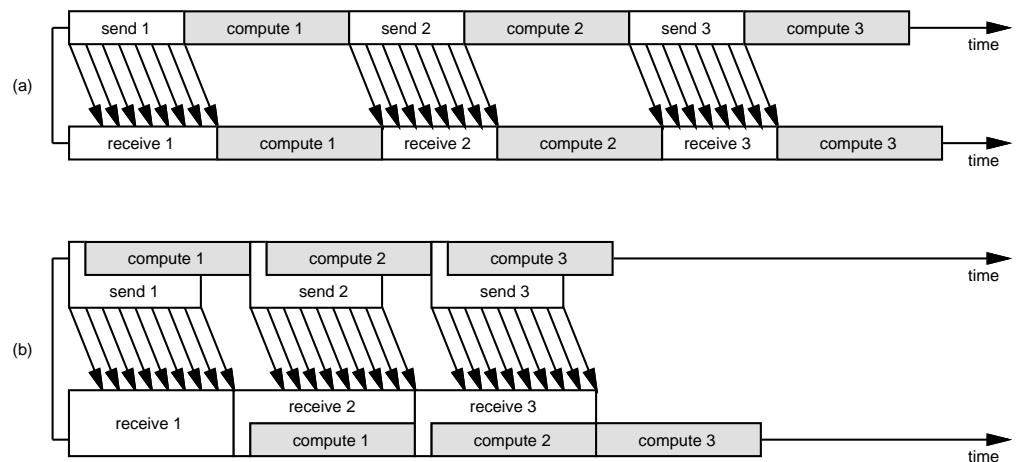 send 1 compute 1 send 2 compute 2 send 3 compute 3
time
(a)
receive 1 compute 1 receive 2 compute 2 receive 3 compute 3
time
compute 1 compute 2 compute 3
time
send 1 send 2 send 3
(b)
receive 2 receive 3
receive 1
compute 1 compute 2 compute 3
time